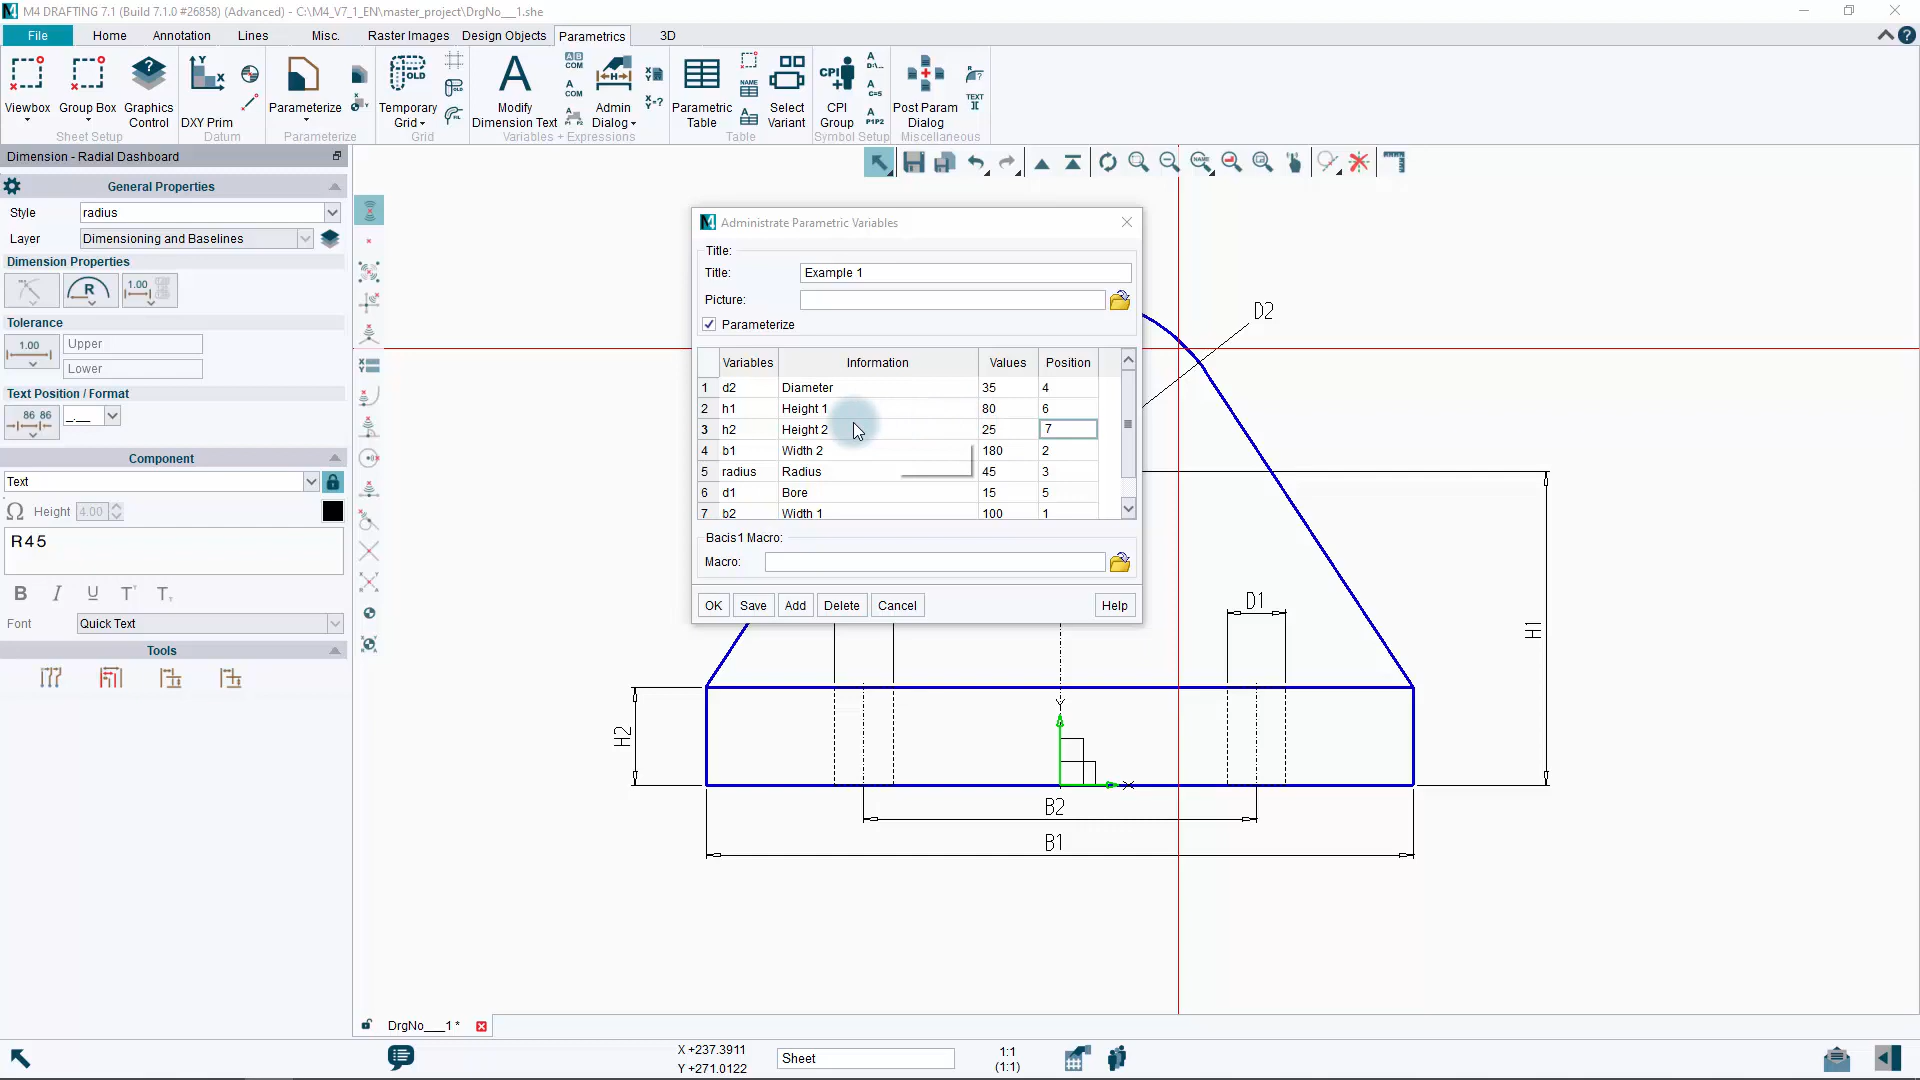 M4 DRAFTING 7.1 (Build 7.1.0 #26858) (Advanced) - C:\M4_V7_1_EN\master_project\DrgNo___1.she
File Home Annotation Lines Misc. Raster Images Design Objects Parametrics 3D
Viewbox
Group Box
Graphics
Control
Sheet Setup
DXY Prim
Datum
Parameterize
Parameterize
Temporary
Grid
Grid
Modify
Dimension Text
Admin
Dialog
Variables + Expressions
Parametric
Table
Select
Variant
Table
CPI
Group
Symbol Setup
Post Param
Dialog
Miscellaneous
Dimension - Radial Dashboard
General Properties
Style radius
Layer Dimensioning and Baselines
Dimension Properties
R
1.00
Tolerance
1.00 Upper
Lower
Text Position / Format
86 86 _.__
Component
Text
Height 4.00
R45
B I U T T
Font Quick Text
Tools
Administrate Parametric Variables
Title:
Title: Example 1
Picture:
Parameterize
Variables Information Values Position
1 d2 Diameter 35 4
2 h1 Height 1 80 6
3 h2 Height 2 25 7
4 b1 Width 2 180 2
5 radius Radius 45 3
6 d1 Bore 15 5
7 b2 Width 1 100 1
Bacis1 Macro:
Macro:
OK Save Add Delete Cancel Help
D2
D1
H1
H2
Y
X
B2
B1
DrgNo___1 *
X +237.3911
Y +271.0122
Sheet
1:1
(1:1)